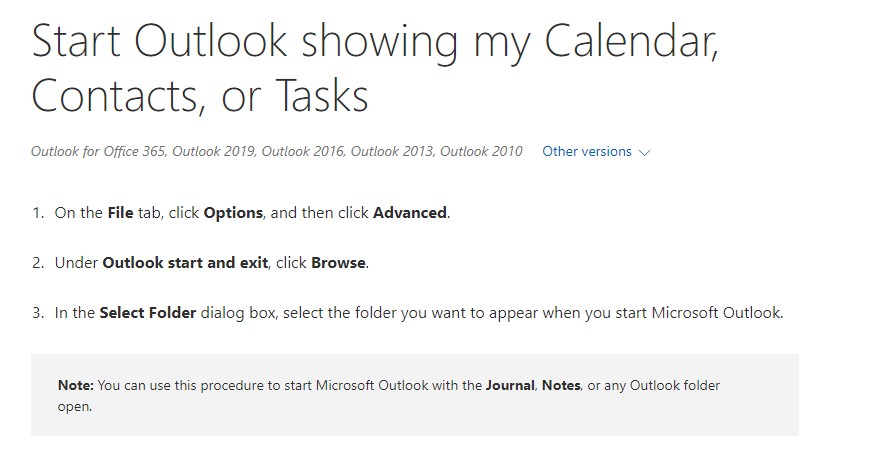 Start Outlook showing my Calendar,
Contacts, or Tasks
Outlook for Office 365, Outlook 2019, Outlook 2016, Outlook 2013, Outlook 2010 Other versions
1. On the File tab, click Options, and then click Advanced.
2. Under Outlook start and exit, click Browse.
3. In the Select Folder dialog box, select the folder you want to appear when you start Microsoft Outlook.
Note: You can use this procedure to start Microsoft Outlook with the Journal, Notes, or any Outlook folder
open.